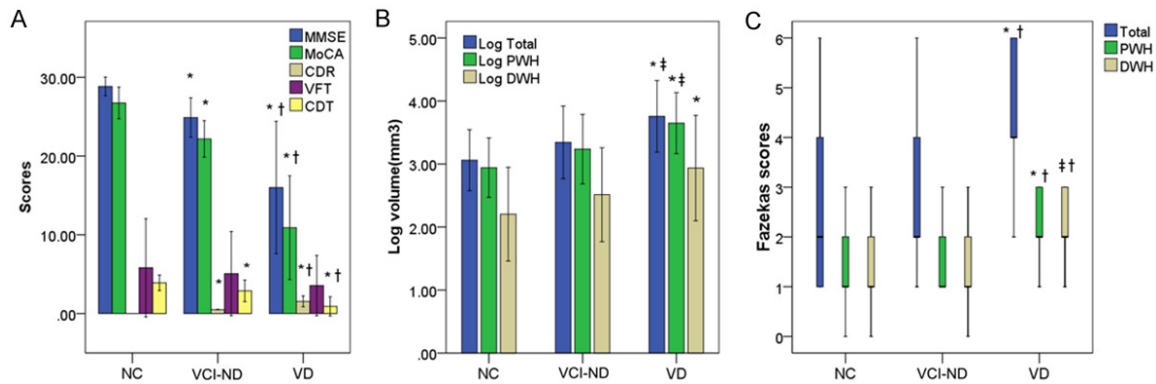 A
MMSE
MoCA
CDR
VFT
CDT
30.00
20.00
10.00
.00
Scores
* * * *
* † * † * † * †
NC VCI-ND VD
B
Log Total
Log PWH
Log DWH
5.00
4.00
3.00
2.00
1.00
.00
Log volume(mm3)
* ‡ * ‡ *
NC VCI-ND VD
C
Total
PWH
DWH
6
5
4
3
2
1
0
Fazekas scores
* † * † ‡ †
NC VCI-ND VD